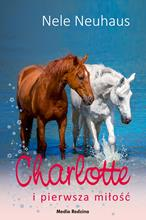 Nele Neuhaus
Charlotte
i pierwsza miłość
Media Rodzina